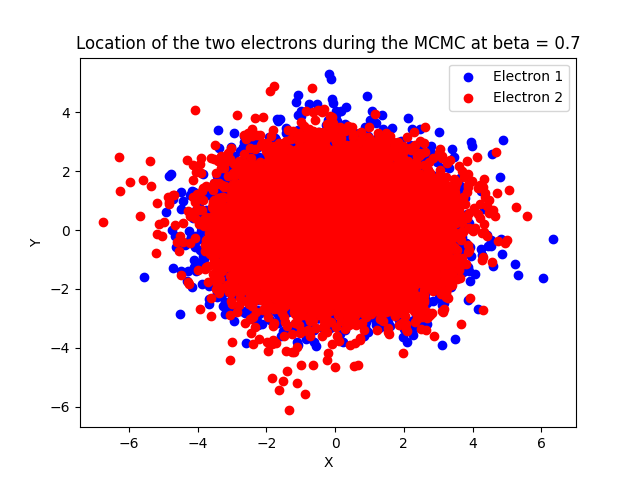 Location of the two electrons during the MCMC at beta = 0.7
Electron 1
Electron 2
4
2
0
−2
−4
−6
Y
−6 −4 −2 0 2 4 6
X